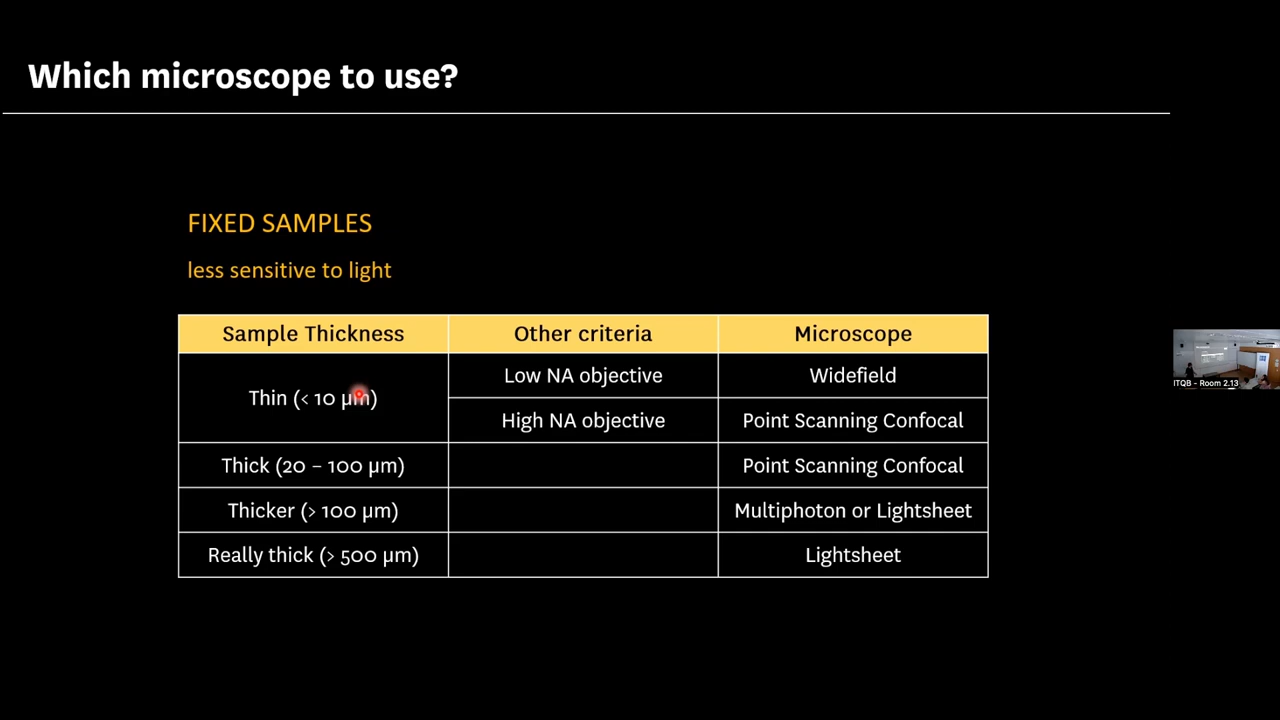 Which microscope to use?
FIXED SAMPLES
less sensitive to light
Sample Thickness Other criteria Microscope
Thin (< 10 µm) Low NA objective Widefield
High NA objective Point Scanning Confocal
Thick (20 – 100 µm) Point Scanning Confocal
Thicker (> 100 µm) Multiphoton or Lightsheet
Really thick (> 500 µm) Lightsheet
ITQB - Room 2.13